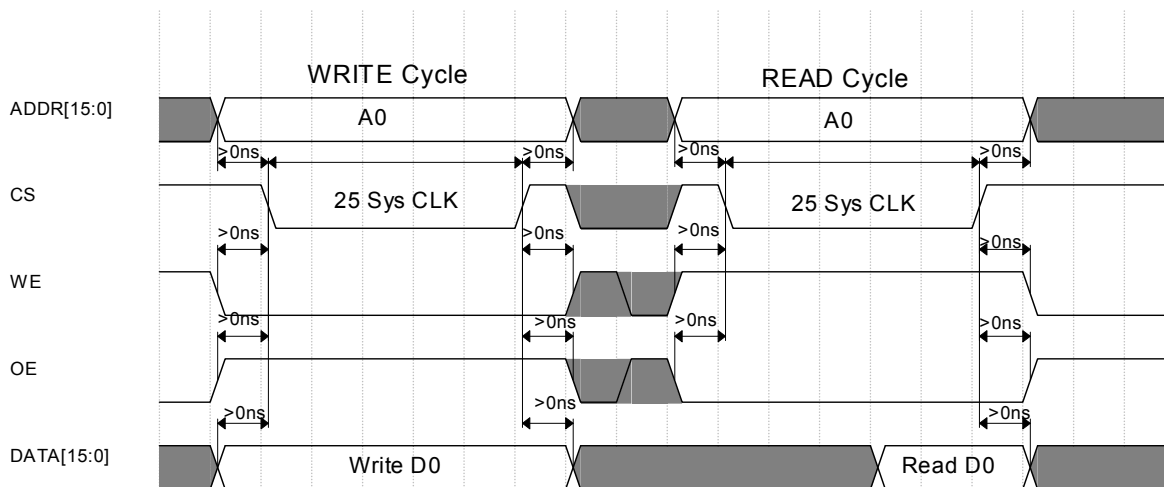 WRITE Cycle READ Cycle
ADDR[15:0] A0 A0
>0ns >0ns >0ns >0ns
CS 25 Sys CLK 25 Sys CLK
>0ns >0ns >0ns >0ns
WE
>0ns >0ns >0ns >0ns
OE
>0ns >0ns >0ns
DATA[15:0] Write D0 Read D0